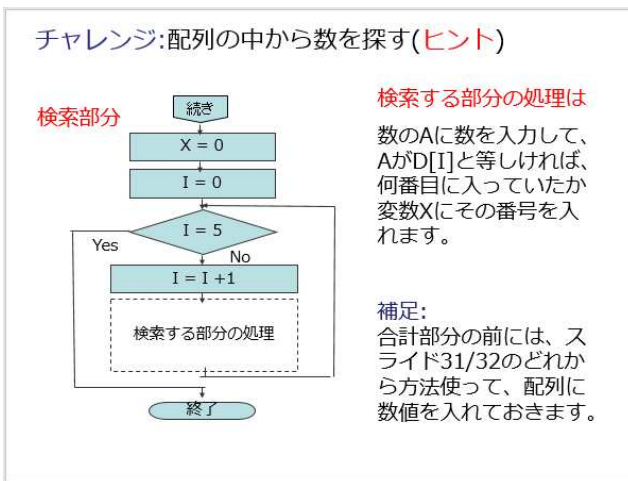 チャレンジ:配列の中から数を探す(ヒント)
検索部分
続き
X = 0
I = 0
I = 5
Yes
No
I = I +1
検索する部分の処理
終了
検索する部分の処理は
数のAに数を入力して、
AがD[I]と等しければ、
何番目に入っていたか
変数Xにその番号を入
れます。
補足:
合計部分の前には、ス
ライド31/32のどれか
ら方法使って、配列に
数値を入れておきます。